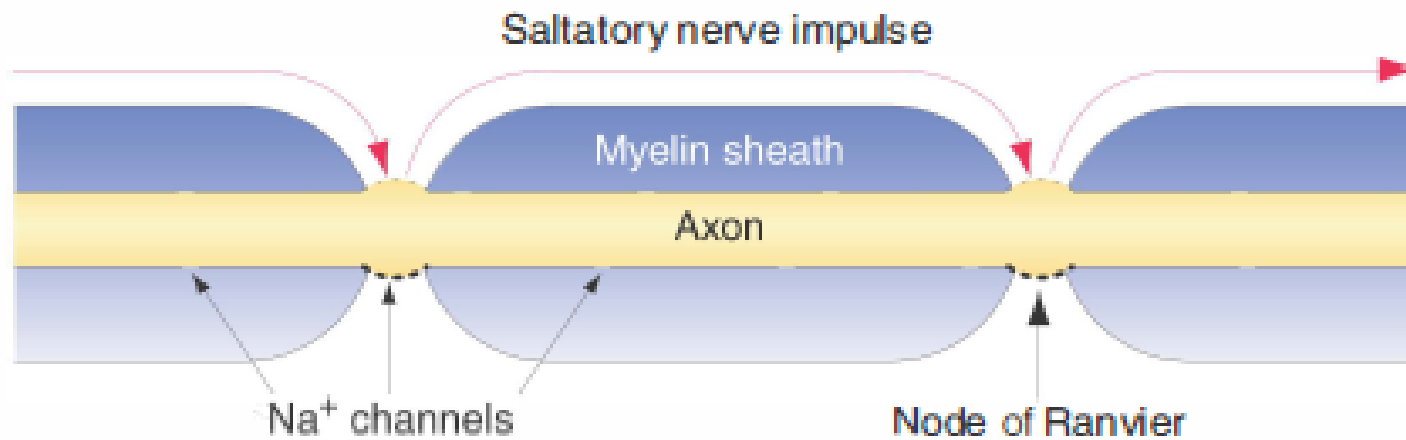 Saltatory nerve impulse
Myelin sheath
Axon
Na⁺ channels
Node of Ranvier